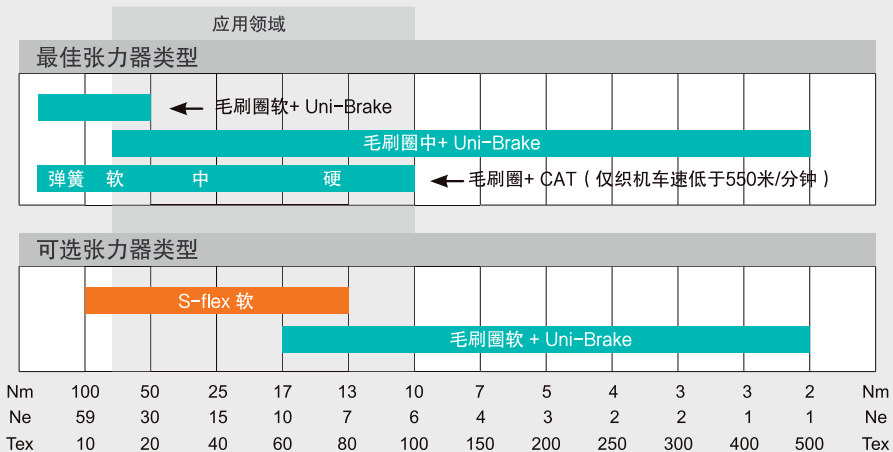 应用领域
最佳张力器类型
毛刷圈软+ Uni-Brake
毛刷圈中+ Uni-Brake
弹簧 软 中 硬
毛刷圈+ CAT（仅织机车速低于550米/分钟）
可选张力器类型
S-flex 软
毛刷圈软 + Uni-Brake
Nm 100 50 25 17 13 10 7 5 4 3 3 2 Nm
Ne 59 30 15 10 7 6 4 3 2 2 1 1 Ne
Tex 10 20 40 60 80 100 150 200 250 300 400 500 Tex